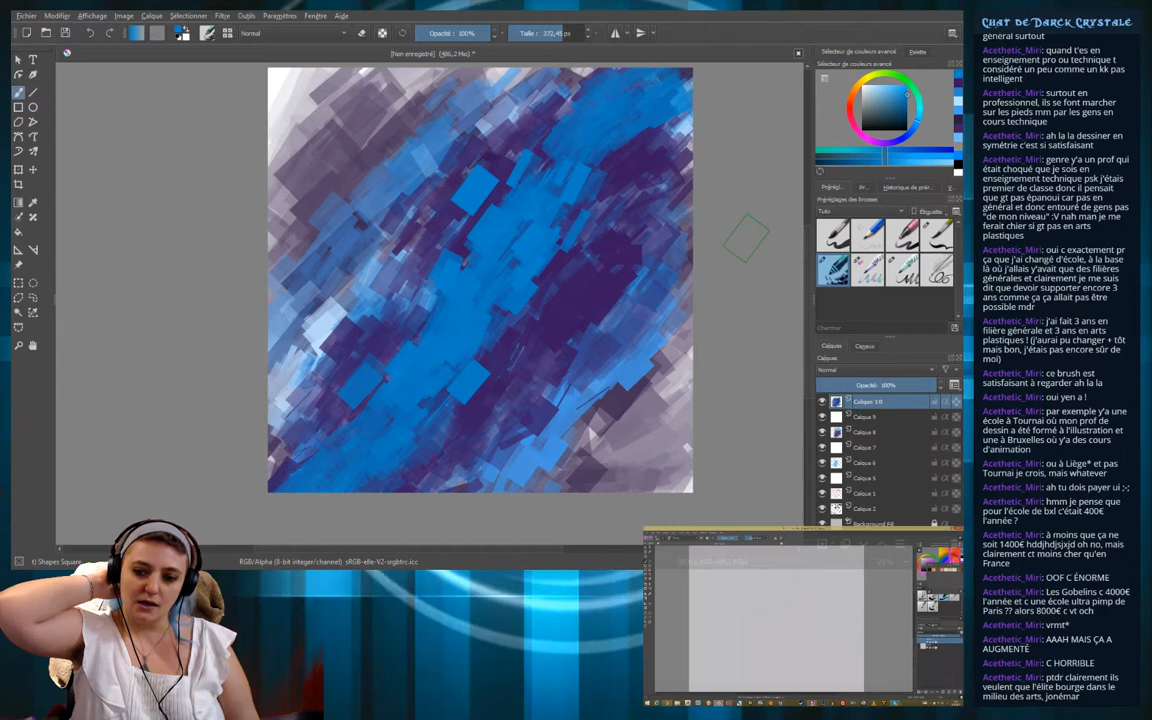 Fichier Modifier Affichage Image Calque Sélectionner Filtre Outils Paramètres Fenêtre Aide
Normal Opacité: 100% Taille : 372,45 px
[Non enregistré] (486,2 Mio) *
Sélecteur de couleurs avancé Palette
Sélecteur de couleurs avancé
Prérégl... Pr... Historique de prér... V...
Préréglages des brosses
Tuto Étiquette
Chercher
Calques Canaux
Calques
Normal
Opacité: 100%
Calque 10
Calque 9
Calque 8
Calque 7
Calque 6
Calque 5
Calque 1
Calque 2
Background Fill
t) Shapes Square RGB/Alpha (8-bit integer/channel) sRGB-elle-V2-srgbtrc.icc
Chat de Darck Crystale
général surtout
Acethetic_Miri: quand t'es en
enseignement pro ou technique t
considéré un peu comme un kk pas
intelligent
Acethetic_Miri: surtout en
professionnel, ils se font marcher
sur les pieds mm par les gens en
cours technique
Acethetic_Miri: ah la la dessiner en
symétrie c'est si satisfaisant
Acethetic_Miri: genre y'a un prof qui
était choqué que je sois en
enseignement technique psk j'étais
premier de classe donc il pensait
que gt pas épanoui car pas en
général et donc entouré de gens pas
"de mon niveau" :V nah man je me
ferait chier si gt pas en arts
plastiques
Acethetic_Miri: oui c exactement pr
ça que j'ai changé d'école, à la base
là où j'allais y'avait que des filières
générales et clairement je me suis
dit que devoir supporter encore 3
ans comme ça ça allait pas être
possible mdr
Acethetic_Miri: j'ai fait 3 ans en
filière générale et 3 ans en arts
plastiques ! (j'aurai pu changer + tôt
mais bon, j'étais pas encore sûr de
moi)
Acethetic_Miri: ce brush est
satisfaisant à regarder ah la la
Acethetic_Miri: oui yen a !
Acethetic_Miri: par exemple y'a une
école à Tournai où mon prof de
dessin a été formé à l'illustration et
une à Bruxelles où y'a des cours
d'animation
Acethetic_Miri: ou à Liège* et pas
Tournai je crois, mais whatever
Acethetic_Miri: ah tu dois payer ui ;-;
Acethetic_Miri: hmm je pense que
pour l'école de bxl c'était 400€
l'année ?
Acethetic_Miri: à moins que ça ne
soit 1400€ hddjhdjsjxjd oh no, mais
clairement ct moins cher qu'en
France
Acethetic_Miri: OOF C ÉNORME
Acethetic_Miri: Les Gobelins c 4000€
l'année et c une école ultra pimp de
Paris ?? alors 8000€ c vt och
Acethetic_Miri: vrmt*
Acethetic_Miri: AAAH MAIS ÇA A
AUGMENTÉ
Acethetic_Miri: C HORRIBLE
Acethetic_Miri: ptdr clairement ils
veulent que l'élite bourge dans le
milieu des arts, jonémar